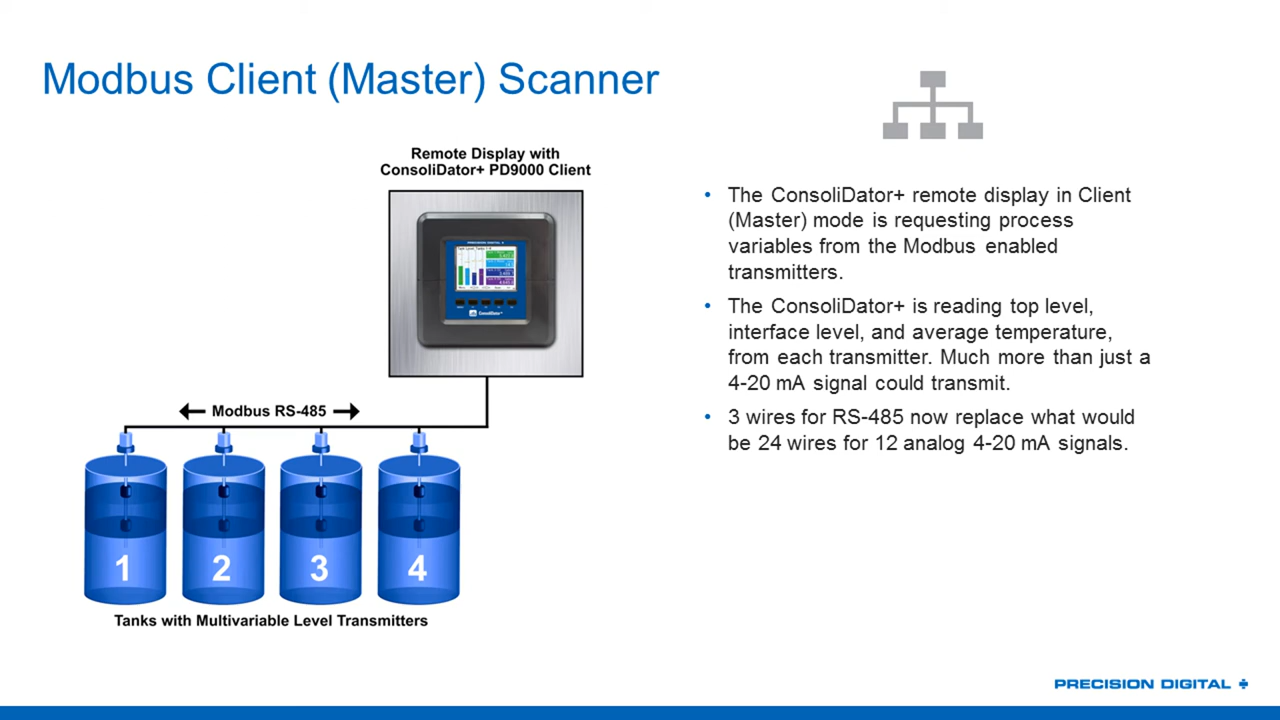 Modbus Client (Master) Scanner
Remote Display with
ConsoliDator+ PD9000 Client
PRECISION DIGITAL
ConsoliDator+
Modbus RS-485
1
2
3
4
Tanks with Multivariable Level Transmitters
• The ConsoliDator+ remote display in Client
(Master) mode is requesting process
variables from the Modbus enabled
transmitters.
• The ConsoliDator+ is reading top level,
interface level, and average temperature,
from each transmitter. Much more than just a
4-20 mA signal could transmit.
• 3 wires for RS-485 now replace what would
be 24 wires for 12 analog 4-20 mA signals.
PRECISION DIGITAL